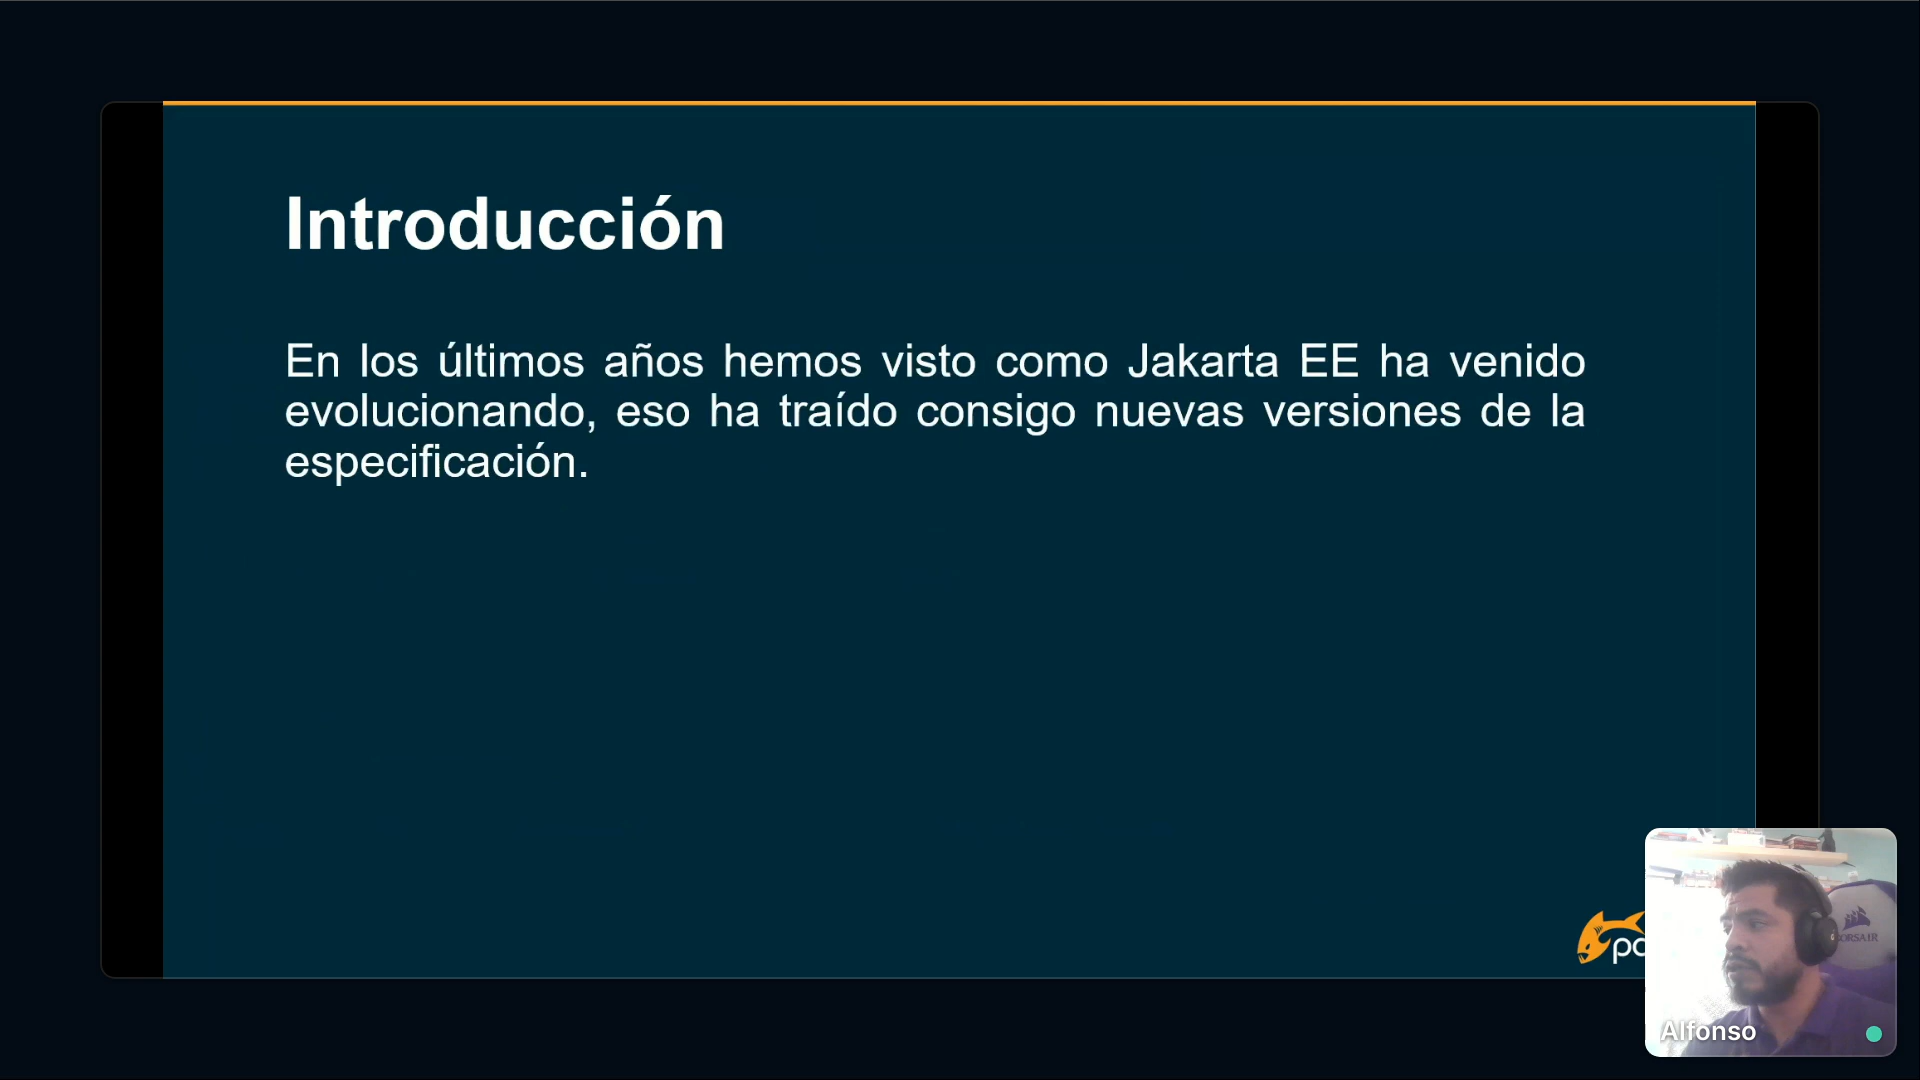 Introducción
En los últimos años hemos visto como Jakarta EE ha venido
evolucionando, eso ha traído consigo nuevas versiones de la
especificación.
Alfonso